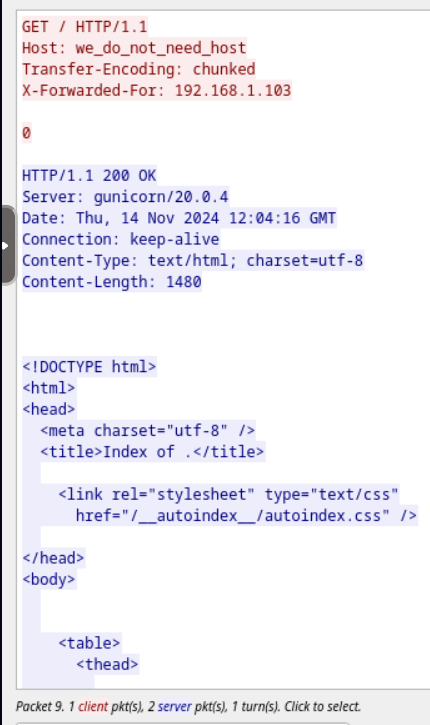 GET / HTTP/1.1
Host: we_do_not_need_host
Transfer-Encoding: chunked
X-Forwarded-For: 192.168.1.103
0
HTTP/1.1 200 OK
Server: gunicorn/20.0.4
Date: Thu, 14 Nov 2024 12:04:16 GMT
Connection: keep-alive
Content-Type: text/html; charset=utf-8
Content-Length: 1480
<!DOCTYPE html>
<html>
<head>
<meta charset="utf-8" />
<title>Index of .</title>
<link rel="stylesheet" type="text/css"
href="/__autoindex__/autoindex.css" />
</head>
<body>
<table>
<thead>
Packet 9. 1 client pkt(s), 2 server pkt(s), 1 turn(s). Click to select.